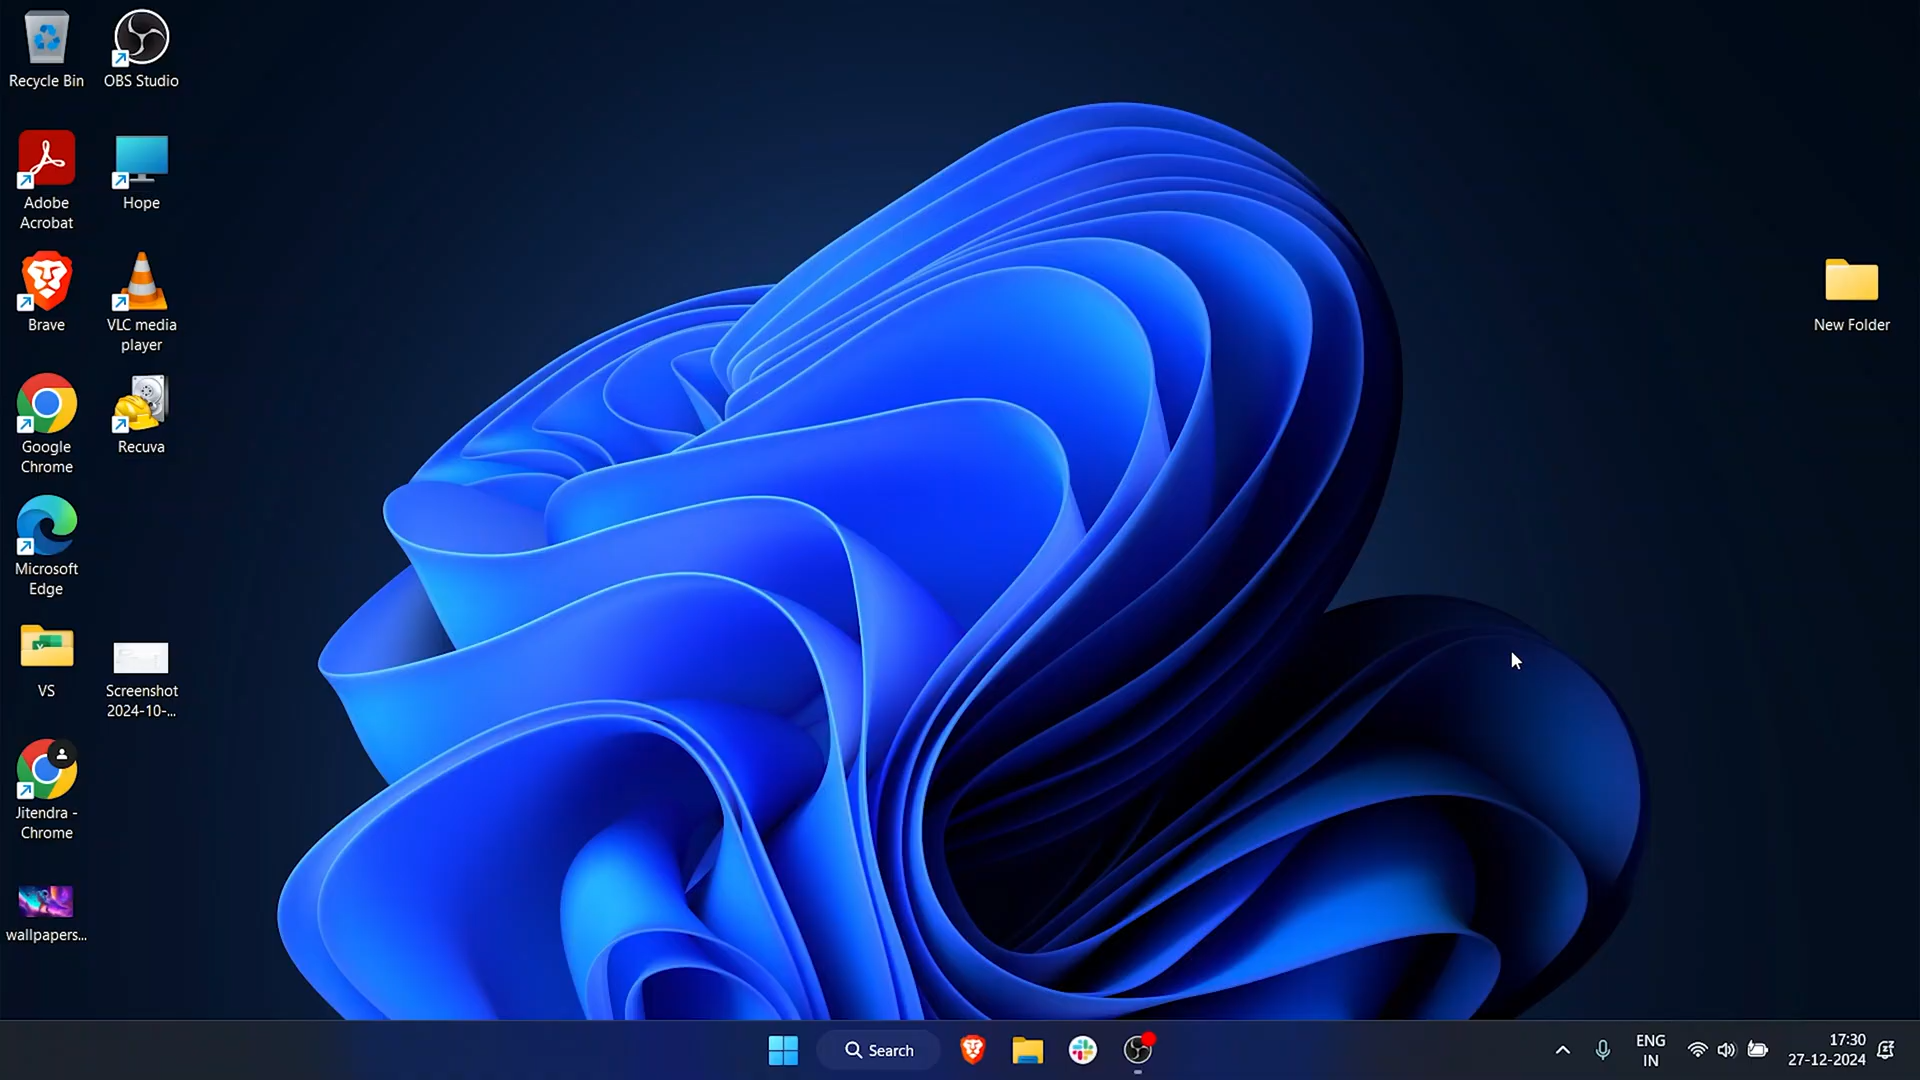 Recycle Bin
OBS Studio
Adobe
Acrobat
Hope
Brave
VLC media
player
Google
Chrome
Recuva
Microsoft
Edge
VS
Screenshot
2024-10-...
Jitendra -
Chrome
wallpapers...
New Folder
Search
ENG
IN
17:30
27-12-2024